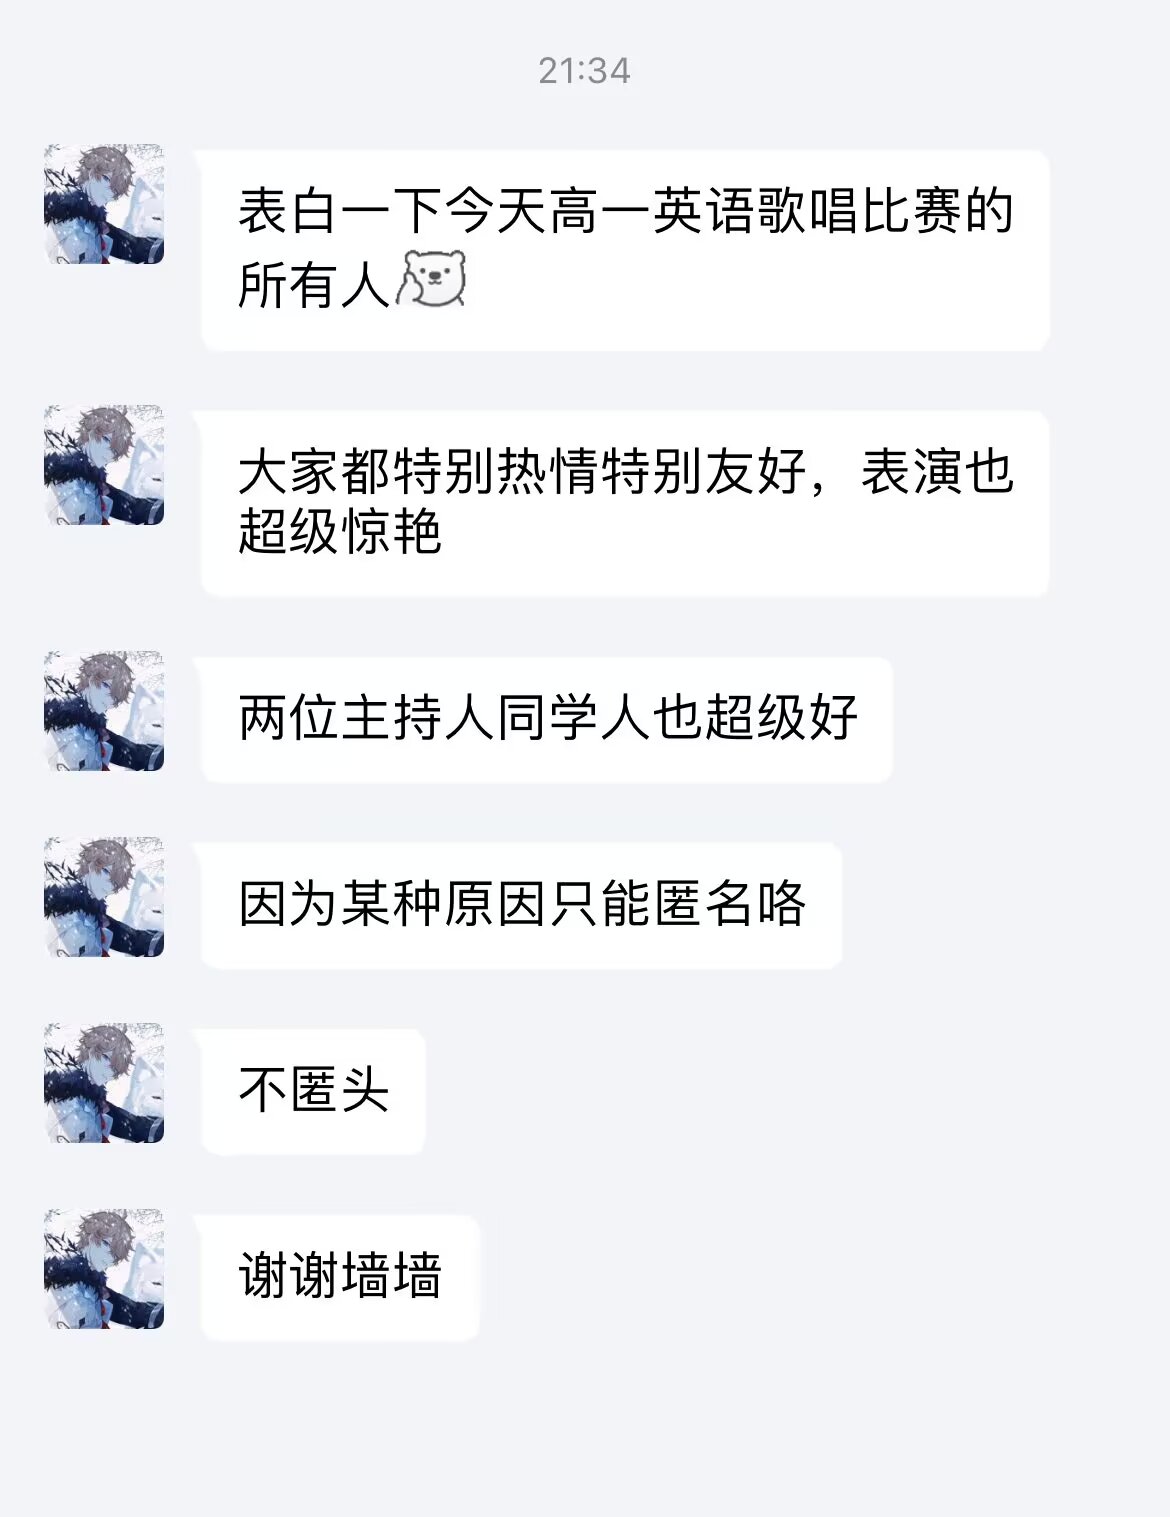 21:34
表白一下今天高一英语歌唱比赛的
所有人
大家都特别热情特别友好，表演也
超级惊艳
两位主持人同学人也超级好
因为某种原因只能匿名咯
不匿头
谢谢墙墙